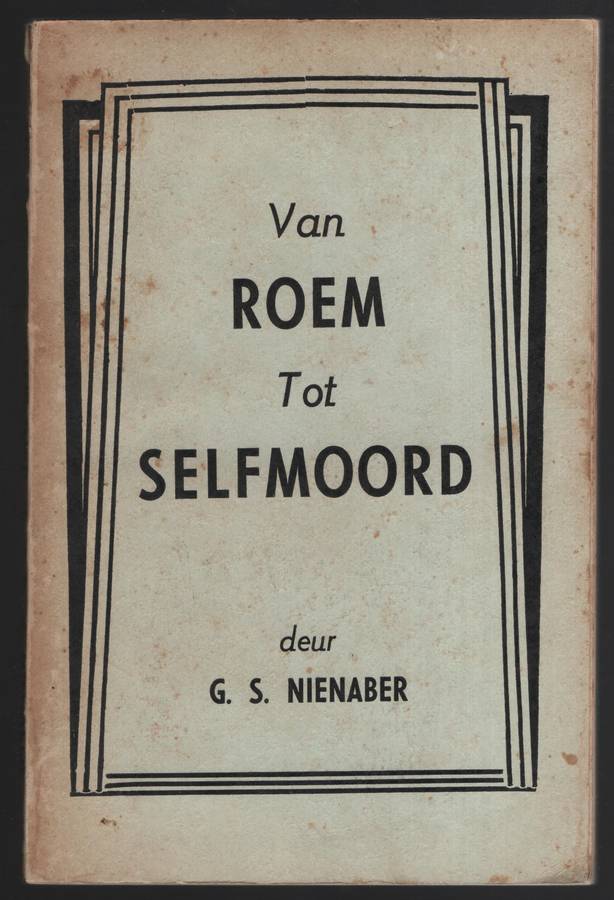 Van
ROEM
Tot
SELFMOORD
deur
G. S. NIENABER